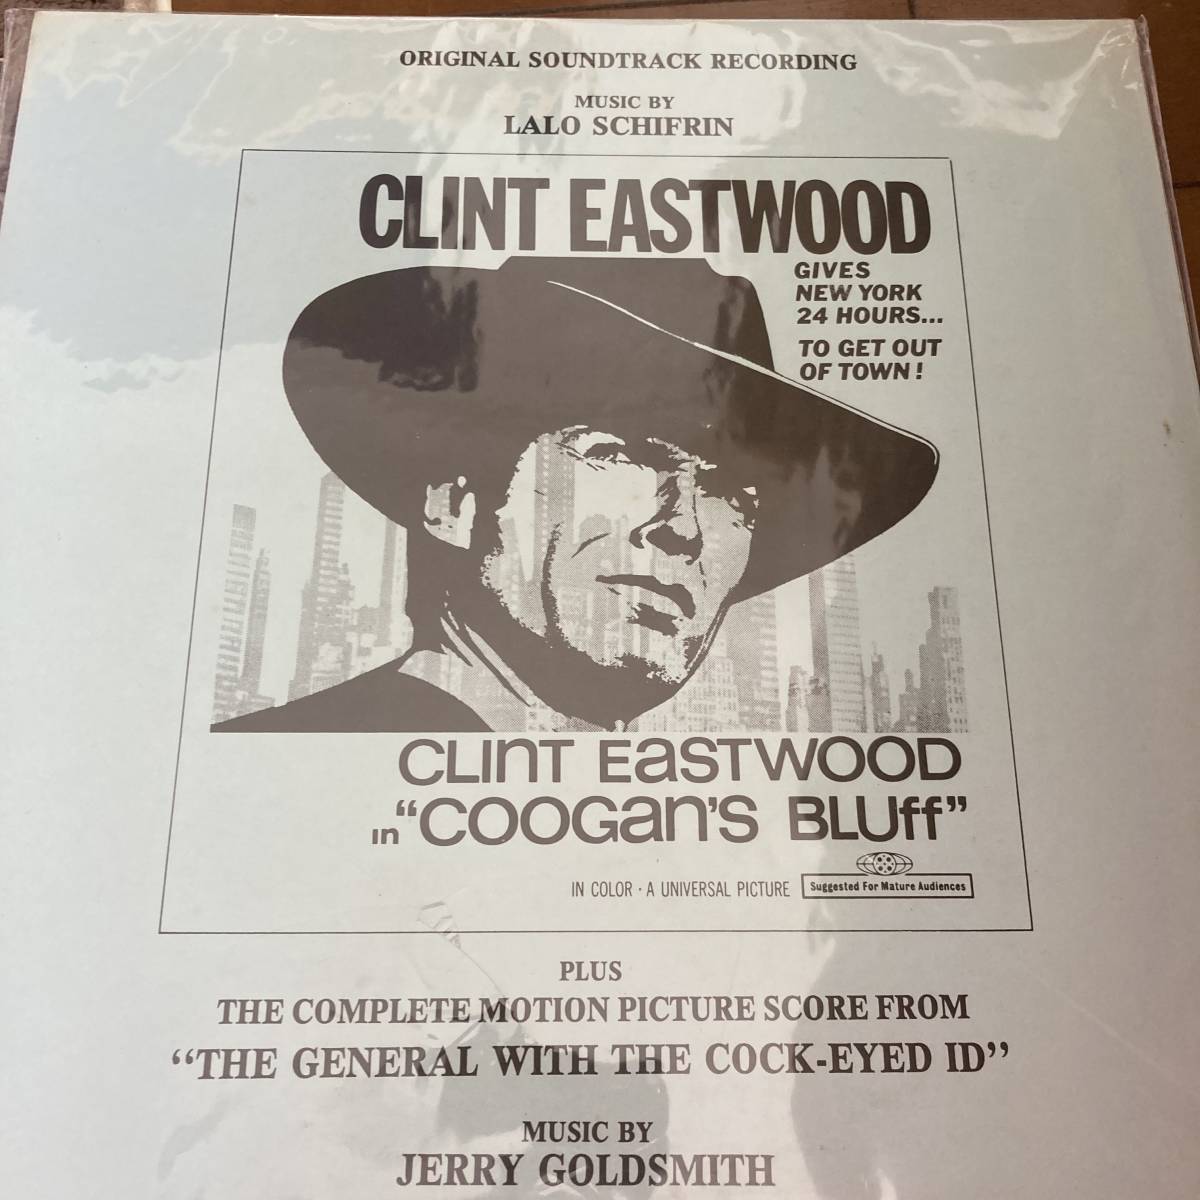 ORIGINAL SOUNDTRACK RECORDING
MUSIC BY
LALO SCHIFRIN
CLINT EASTWOOD
GIVES
NEW YORK
24 HOURS...
TO GET OUT
OF TOWN!
CLINT EASTWOOD
in "COOGAN'S BLUFF"
IN COLOR · A UNIVERSAL PICTURE
Suggested For Mature Audiences
PLUS
THE COMPLETE MOTION PICTURE SCORE FROM
"THE GENERAL WITH THE COCK-EYED ID"
MUSIC BY
JERRY GOLDSMITH